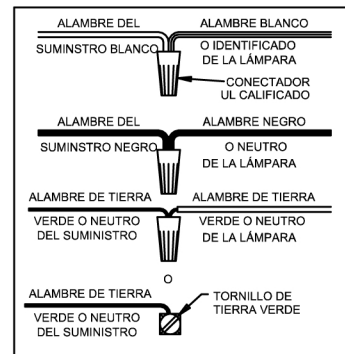 ALAMBRE DEL ALAMBRE BLANCO
SUMINSTRO BLANCO O IDENTIFICADO
DE LA LÁMPARA
CONECTADOR
UL CALIFICADO
ALAMBRE DEL ALAMBRE NEGRO
SUMINSTRO NEGRO O NEUTRO
DE LA LÁMPARA
ALAMBRE DE TIERRA ALAMBRE DE TIERRA
VERDE O NEUTRO VERDE O NEUTRO
DEL SUMINISTRO DE LA LÁMPARA
O
ALAMBRE DE TIERRA TORNILLO DE
TIERRA VERDE
VERDE O NEUTRO
DEL SUMINISTRO